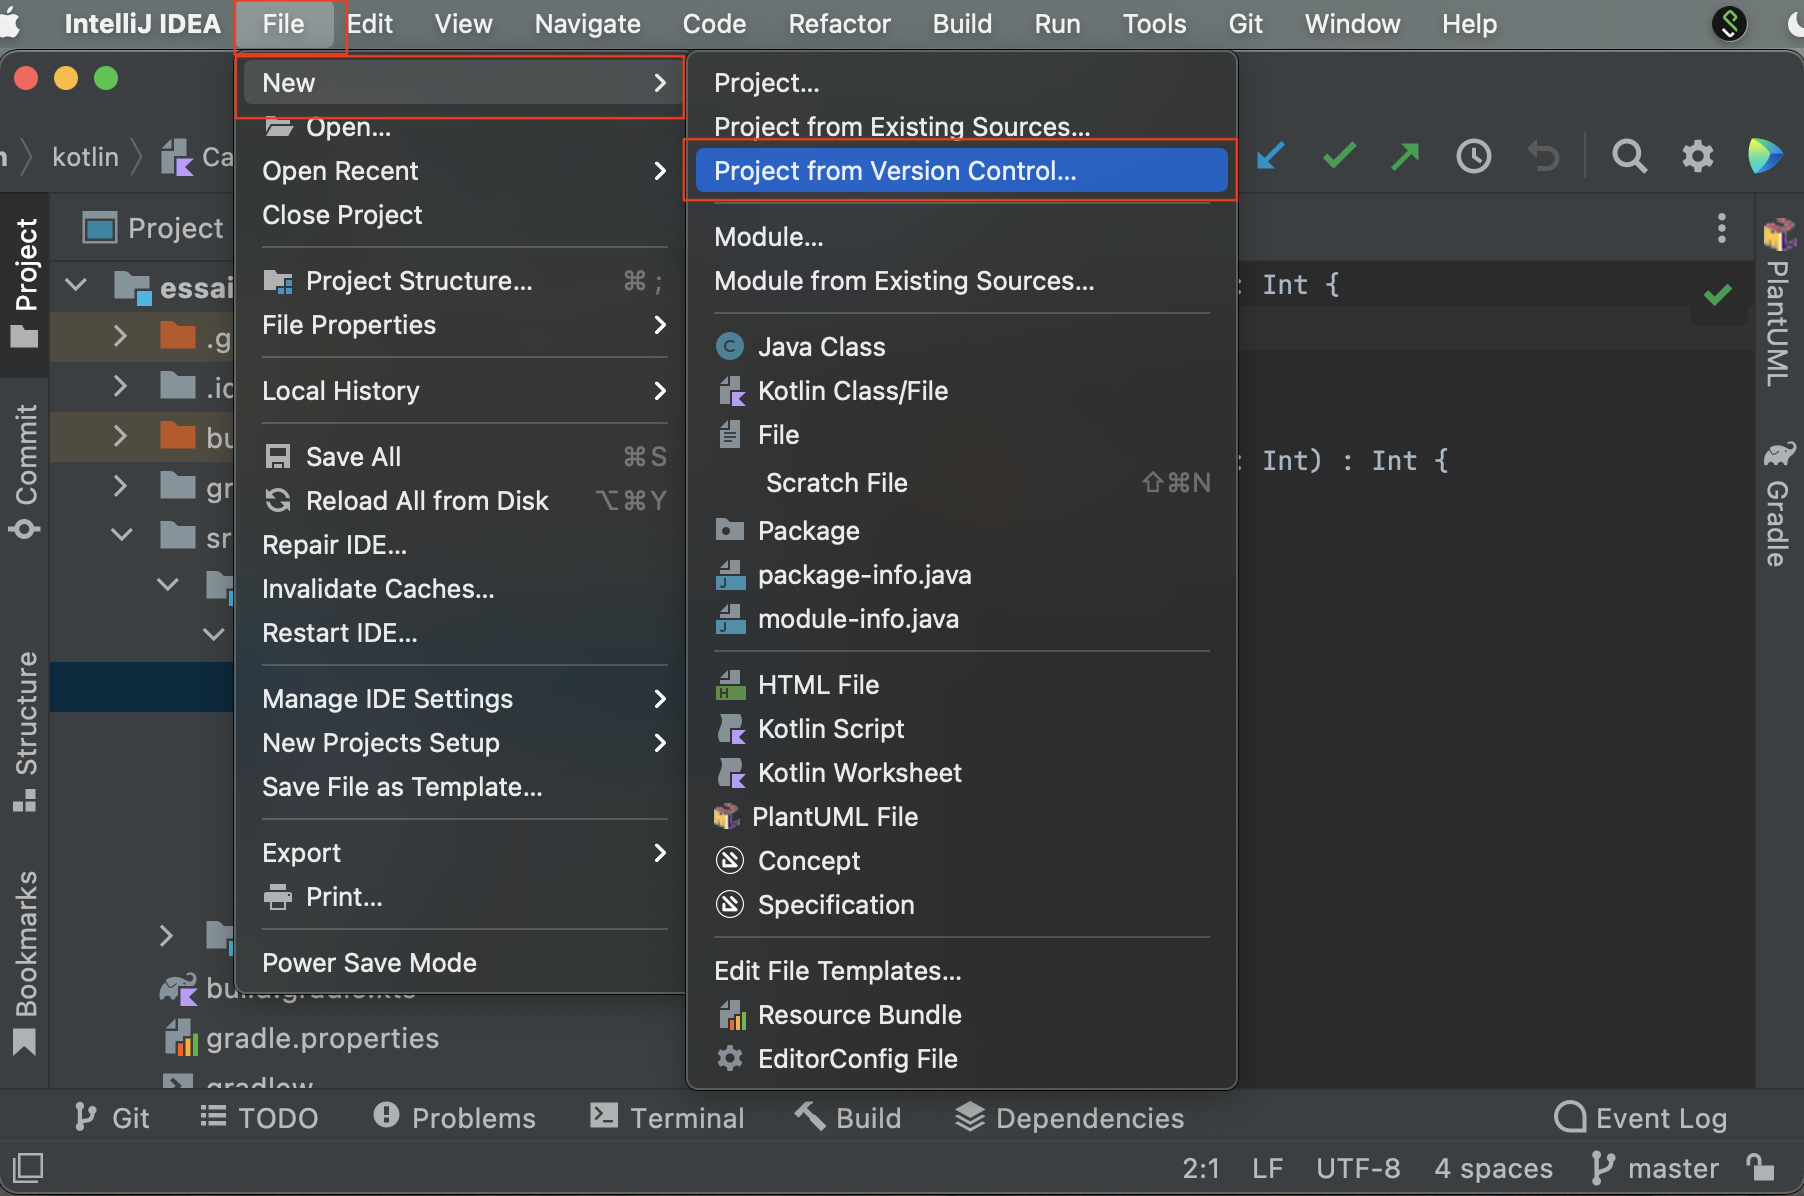 IntelliJ IDEA File Edit View Navigate Code Refactor Build Run Tools Git Window Help
New
Open...
Open Recent
Close Project
Project Structure... ⌘ ;
File Properties
Local History
Save All ⌘S
Reload All from Disk ⌥⌘Y
Repair IDE...
Invalidate Caches...
Restart IDE...
Manage IDE Settings
New Projects Setup
Save File as Template...
Export
Print...
Power Save Mode
Project...
Project from Existing Sources...
Project from Version Control...
Module...
Module from Existing Sources...
Java Class
Kotlin Class/File
File
Scratch File ⇧⌘N
Package
package-info.java
module-info.java
HTML File
Kotlin Script
Kotlin Worksheet
PlantUML File
Concept
Specification
Edit File Templates...
Resource Bundle
EditorConfig File
kotlin Ca
Project
essai
.g
.id
bu
gr
sr
gradle.properties
Project
Commit
Structure
Bookmarks
: Int {
: Int) : Int {
PlantUML
Gradle
Git TODO Problems Terminal Build Dependencies Event Log
2:1 LF UTF-8 4 spaces master